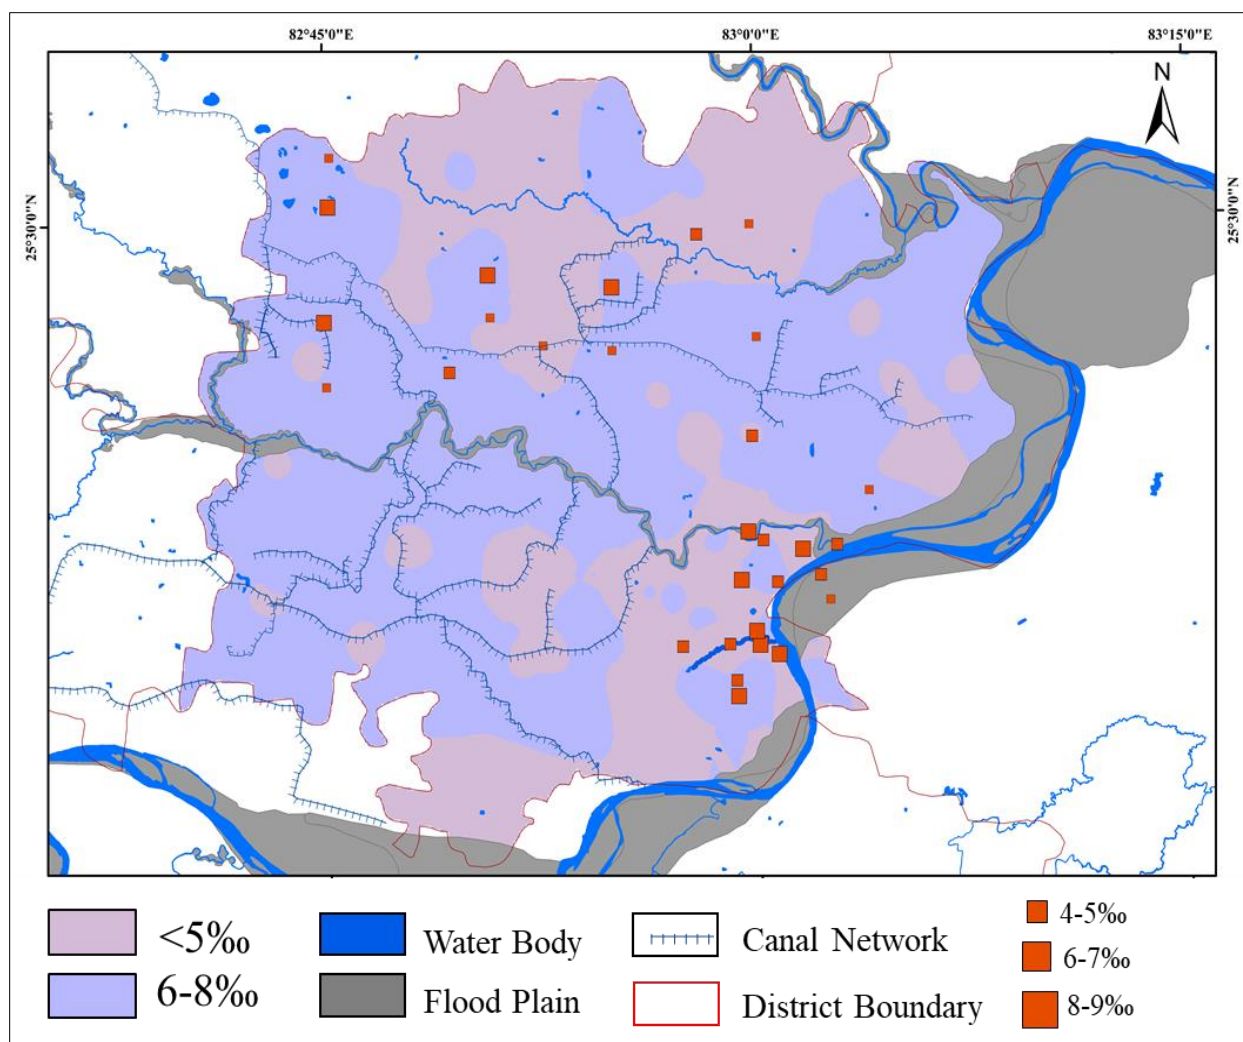 82°45'0"E 83°0'0"E 83°15'0"E
N
25°30'0"N 25°30'0"N
<5‰ Water Body Canal Network 4-5‰
6-7‰
6-8‰ Flood Plain District Boundary 8-9‰